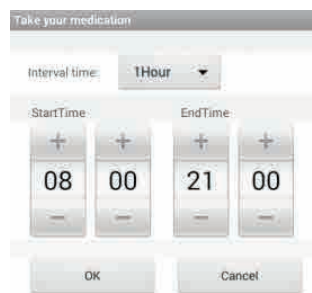 Take your medication
Interval time: 1Hour
StartTime EndTime
+ + + +
08 00 21 00
− − − −
OK Cancel